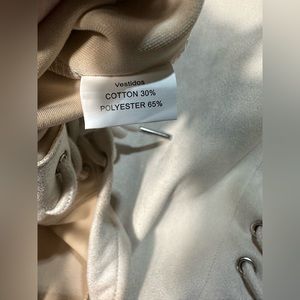 Vestidos
COTTON 30%
POLYESTER 65%